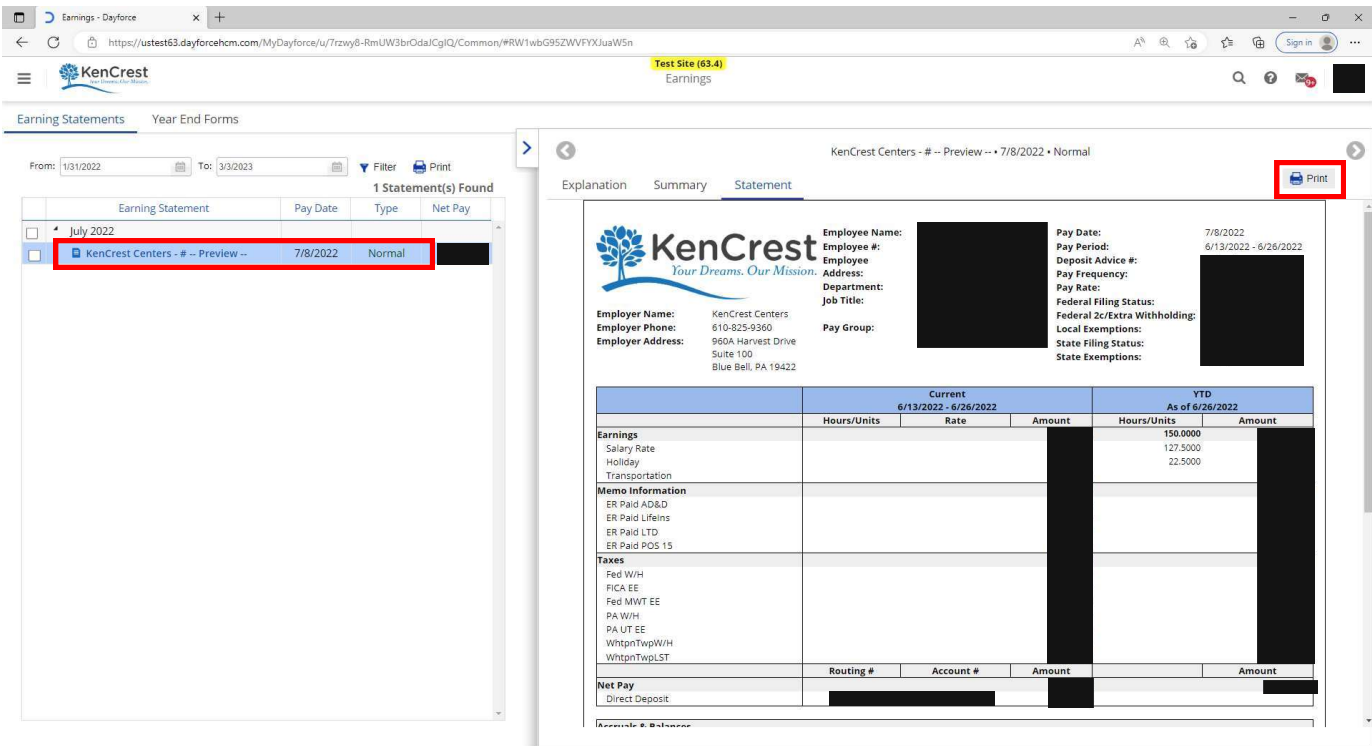 Earnings - Dayforce
https://ustest63.dayforcehcm.com/MyDayforce/u/7rzwy8-RmUW3brOdaJCgIQ/Common/#RW1wbG95ZWVFYXJuaW5n
Sign in
KenCrest
Your Dreams. Our Mission.
Test Site (63.4)
Earnings
9+
Earning Statements Year End Forms
From: 1/31/2022 To: 3/3/2023 Filter Print
1 Statement(s) Found
Earning Statement Pay Date Type Net Pay
July 2022
KenCrest Centers - # -- Preview -- 7/8/2022 Normal
KenCrest Centers - # -- Preview -- • 7/8/2022 • Normal
Print
Explanation Summary Statement
KenCrest
Your Dreams. Our Mission.
Employer Name: KenCrest Centers
Employer Phone: 610-825-9360
Employer Address: 960A Harvest Drive
Suite 100
Blue Bell, PA 19422
Employee Name:
Employee #:
Employee
Address:
Department:
Job Title:
Pay Group:
Pay Date: 7/8/2022
Pay Period: 6/13/2022 - 6/26/2022
Deposit Advice #:
Pay Frequency:
Pay Rate:
Federal Filing Status:
Federal 2c/Extra Withholding:
Local Exemptions:
State Filing Status:
State Exemptions:
Current YTD
6/13/2022 - 6/26/2022 As of 6/26/2022
Hours/Units Rate Amount Hours/Units Amount
Earnings 150.0000
Salary Rate 127.5000
Holiday 22.5000
Transportation
Memo Information
ER Paid AD&D
ER Paid LifeIns
ER Paid LTD
ER Paid POS 15
Taxes
Fed W/H
FICA EE
Fed MWT EE
PA W/H
PA UT EE
WhtpnTwpW/H
WhtpnTwpLST
Routing # Account # Amount Amount
Net Pay
Direct Deposit
Accruals & Balances